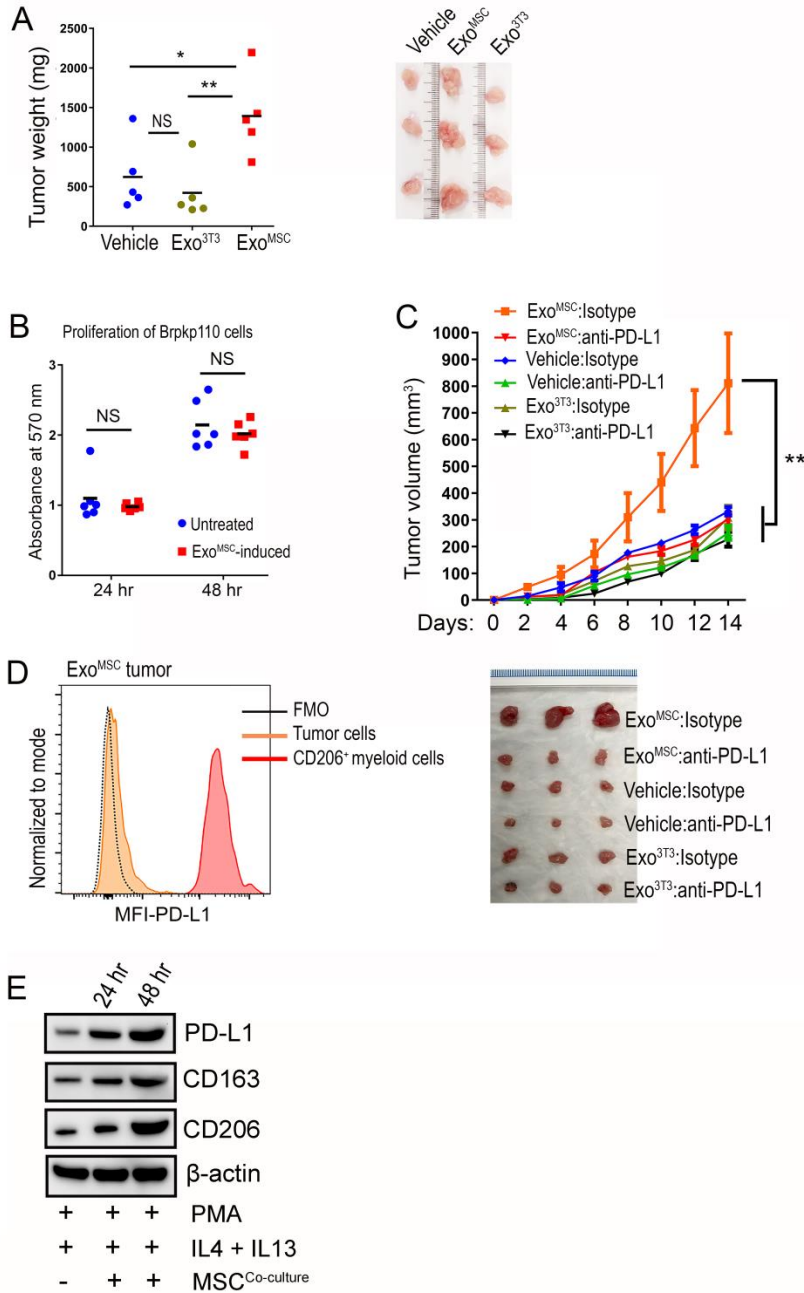 A
Tumor weight (mg)
2500
2000
1500
1000
500
0
*
**
NS
Vehicle
Exo3T3
ExoMSC
Vehicle
ExoMSC
Exo3T3
B
Proliferation of Brpkp110 cells
Absorbance at 570 nm
3
2
1
0
NS
NS
Untreated
ExoMSC-induced
24 hr
48 hr
C
ExoMSC:Isotype
ExoMSC:anti-PD-L1
Vehicle:Isotype
Vehicle:anti-PD-L1
Exo3T3:Isotype
Exo3T3:anti-PD-L1
Tumor volume (mm3)
1000
900
800
700
600
500
400
300
200
100
0
**
Days: 0 2 4 6 8 10 12 14
D
ExoMSC tumor
Normalized to mode
FMO
Tumor cells
CD206+ myeloid cells
MFI-PD-L1
ExoMSC:Isotype
ExoMSC:anti-PD-L1
Vehicle:Isotype
Vehicle:anti-PD-L1
Exo3T3:Isotype
Exo3T3:anti-PD-L1
E
24 hr 48 hr
PD-L1
CD163
CD206
β-actin
+ + + PMA
+ + + IL4 + IL13
- + + MSCCo-culture